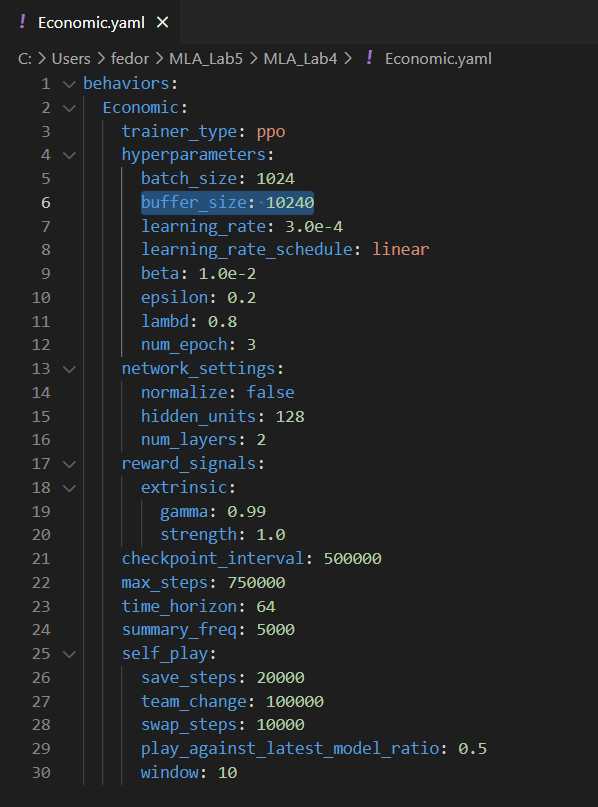 ! Economic.yaml ×
C: > Users > fedor > MLA_Lab5 > MLA_Lab4 > ! Economic.yaml
1 behaviors:
2 Economic:
3 trainer_type: ppo
4 hyperparameters:
5 batch_size: 1024
6 buffer_size: 10240
7 learning_rate: 3.0e-4
8 learning_rate_schedule: linear
9 beta: 1.0e-2
10 epsilon: 0.2
11 lambd: 0.8
12 num_epoch: 3
13 network_settings:
14 normalize: false
15 hidden_units: 128
16 num_layers: 2
17 reward_signals:
18 extrinsic:
19 gamma: 0.99
20 strength: 1.0
21 checkpoint_interval: 500000
22 max_steps: 750000
23 time_horizon: 64
24 summary_freq: 5000
25 self_play:
26 save_steps: 20000
27 team_change: 100000
28 swap_steps: 10000
29 play_against_latest_model_ratio: 0.5
30 window: 10